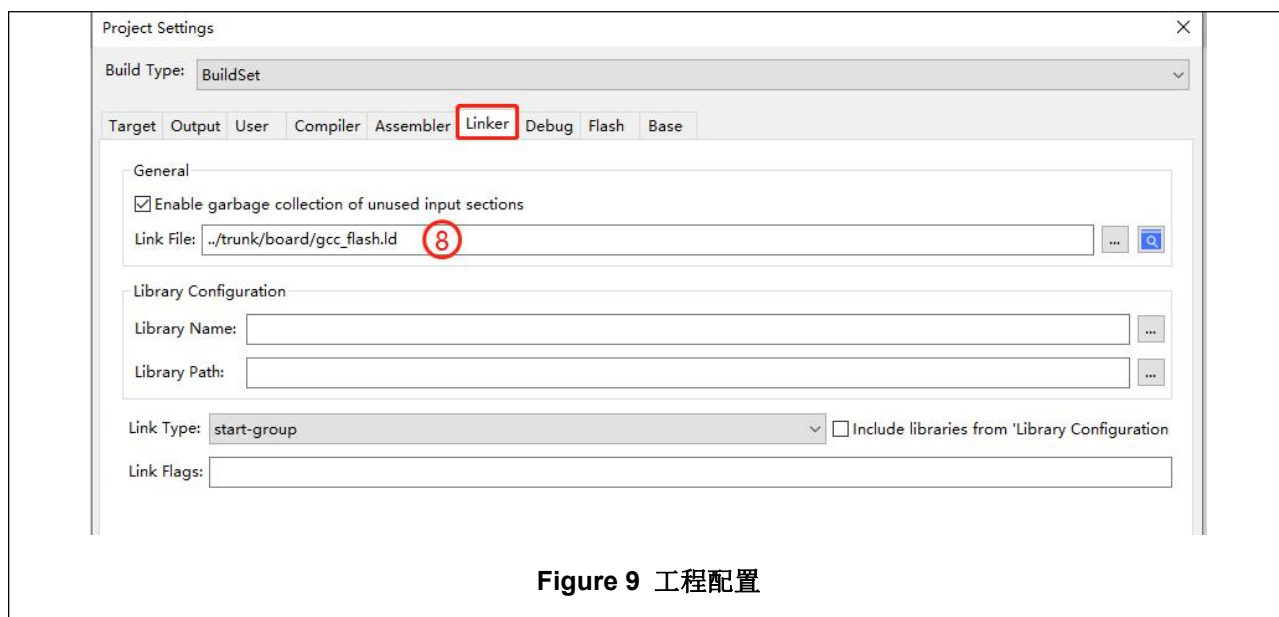 Project Settings
Build Type: BuildSet
Target Output User Compiler Assembler Linker Debug Flash Base
General
Enable garbage collection of unused input sections
Link File: ../trunk/board/gcc_flash.ld ⑧ ...
Library Configuration
Library Name: ...
Library Path: ...
Link Type: start-group Include libraries from 'Library Configuration
Link Flags:
Figure 9 工程配置